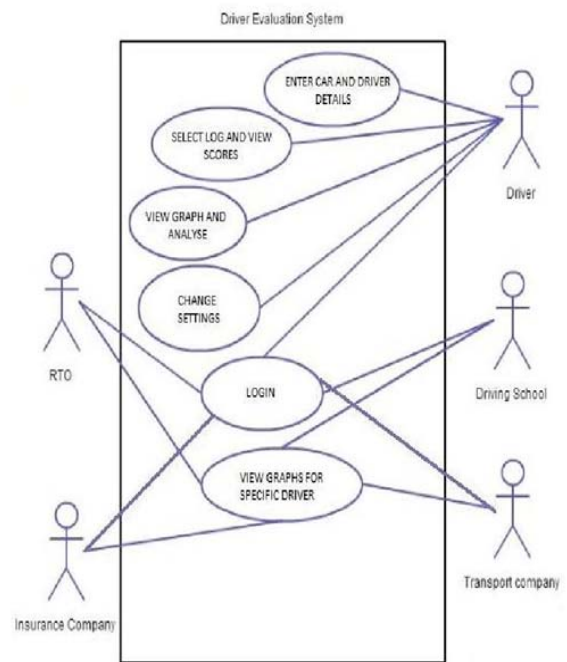 Driver Evaluation System
ENTER CAR AND DRIVER
DETAILS
SELECT LOG AND VIEW
SCORES
Driver
VIEW GRAPH AND
ANALYSE
CHANGE
SETTINGS
RTO
LOGIN
Driving School
VIEW GRAPHS FOR
SPECIFIC DRIVER
Transport company
Insurance Company